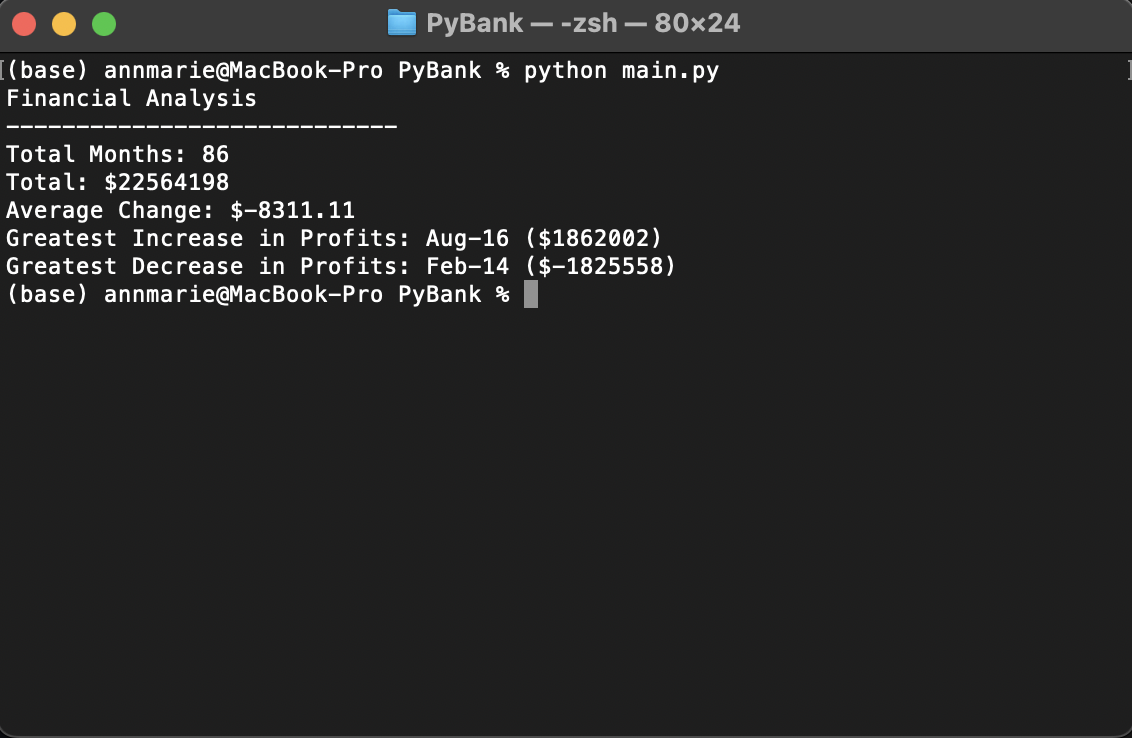 PyBank — -zsh — 80×24
(base) annmarie@MacBook-Pro PyBank % python main.py
Financial Analysis
----------------------------
Total Months: 86
Total: $22564198
Average Change: $-8311.11
Greatest Increase in Profits: Aug-16 ($1862002)
Greatest Decrease in Profits: Feb-14 ($-1825558)
(base) annmarie@MacBook-Pro PyBank %